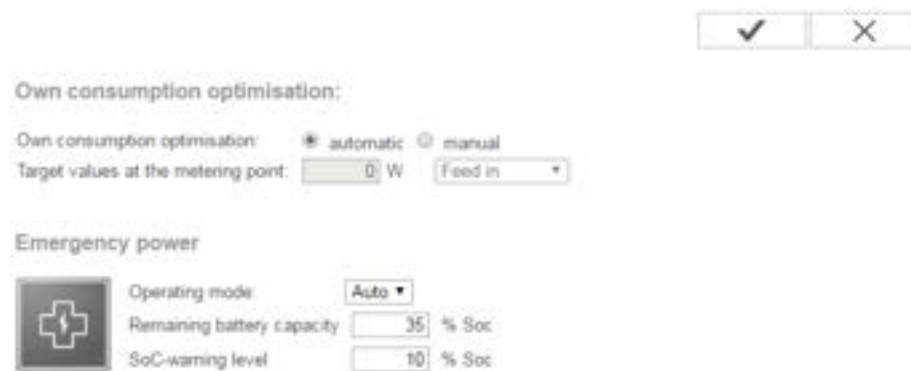 Own consumption optimisation:
Own consumption optimisation: automatic manual
Target values at the metering point: 0 W Feed in
Emergency power
Operating mode: Auto
Remaining battery capacity 35 % Soc
SoC-warning level 10 % Soc